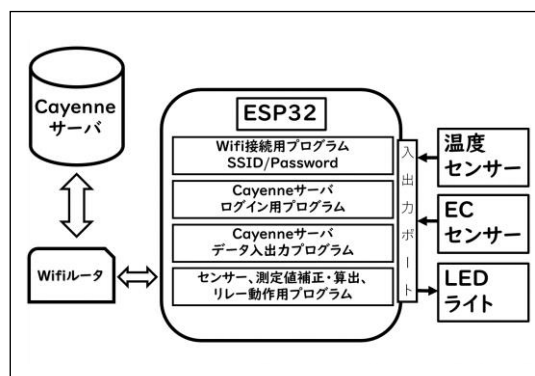 Cayenne
サーバ
Wifiルータ
ESP32
Wifi接続用プログラム
SSID/Password
Cayenneサーバ
ログイン用プログラム
Cayenneサーバ
データ入出力プログラム
センサー、測定値補正・算出、
リレー動作用プログラム
入出力ポート
温度
センサー
EC
センサー
LED
ライト